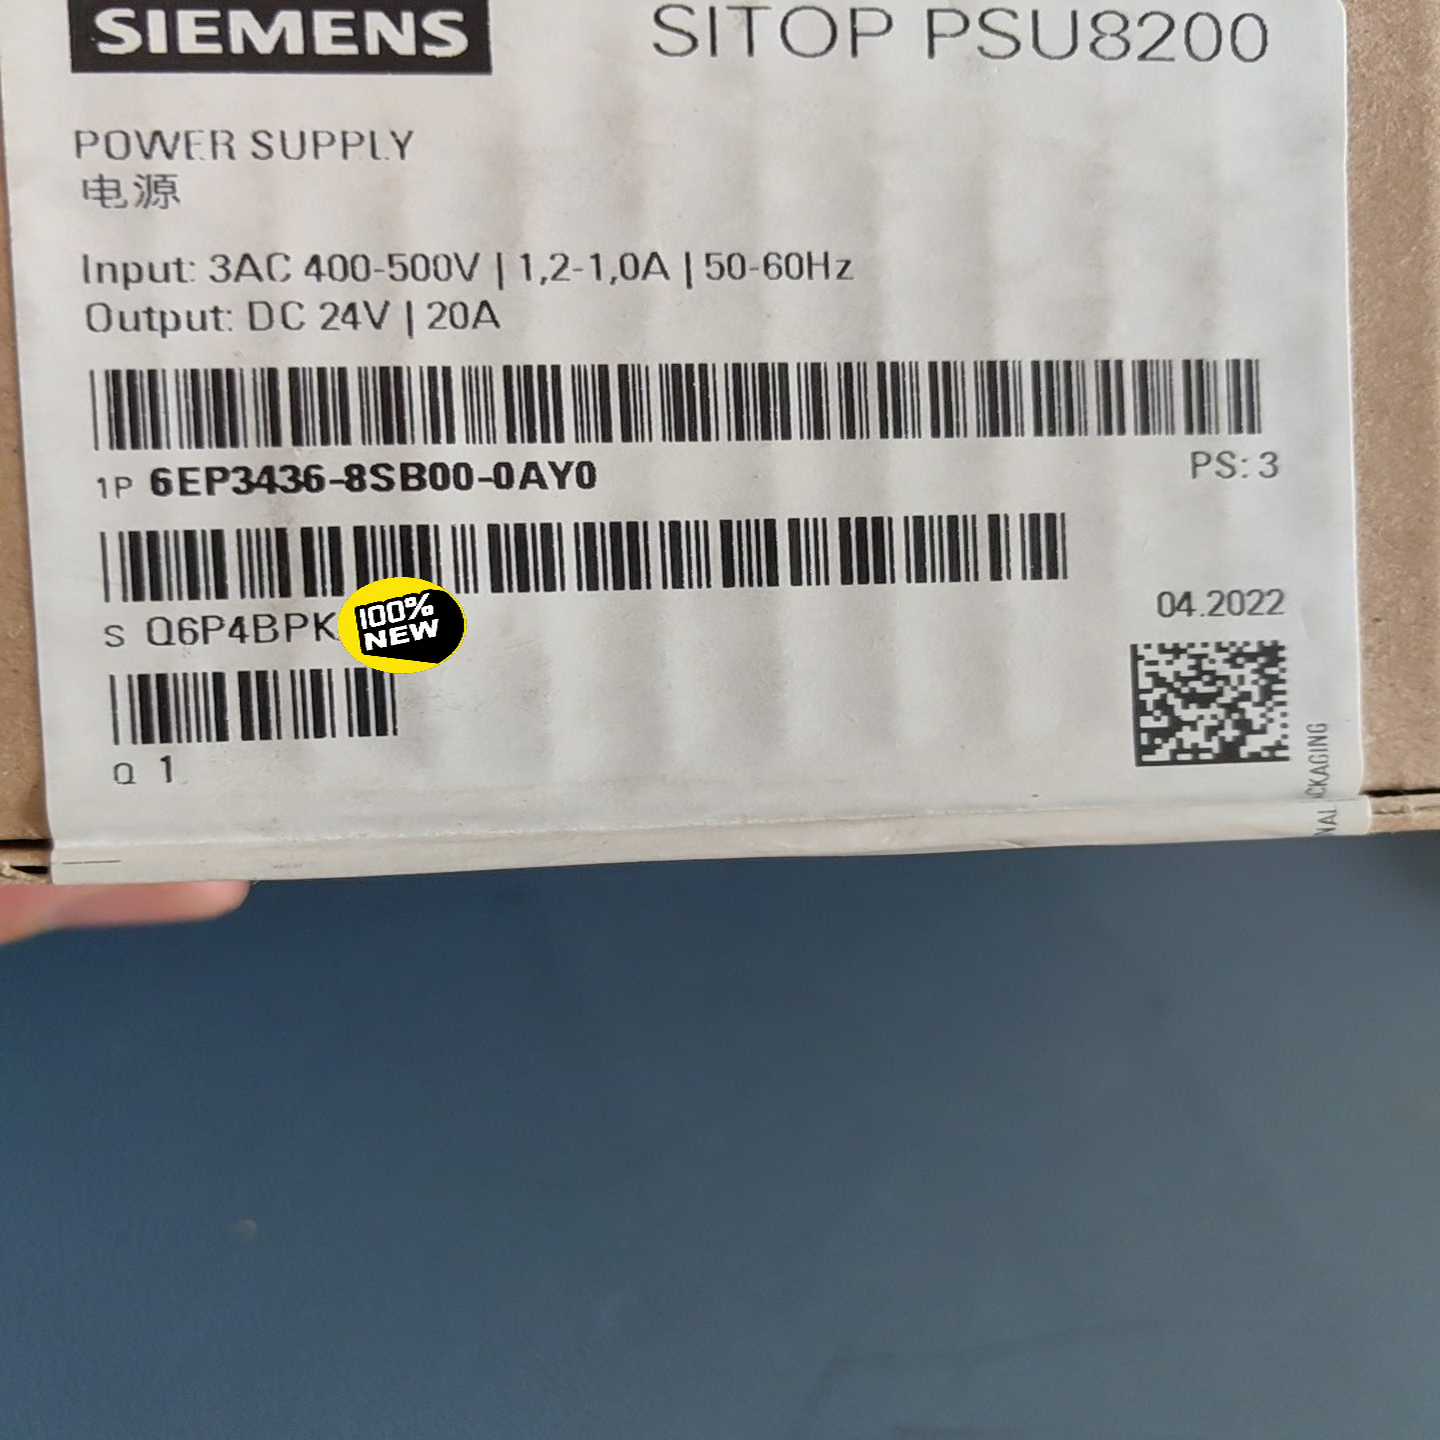 SIEMENS
SITOP PSU8200
POWER SUPPLY
电源
Input: 3AC 400-500V | 1,2-1,0A | 50-60Hz
Output: DC 24V | 20A
1P 6EP3436-8SB00-0AY0
PS: 3
S Q6P4BPK
100%
NEW
04.2022
Q 1